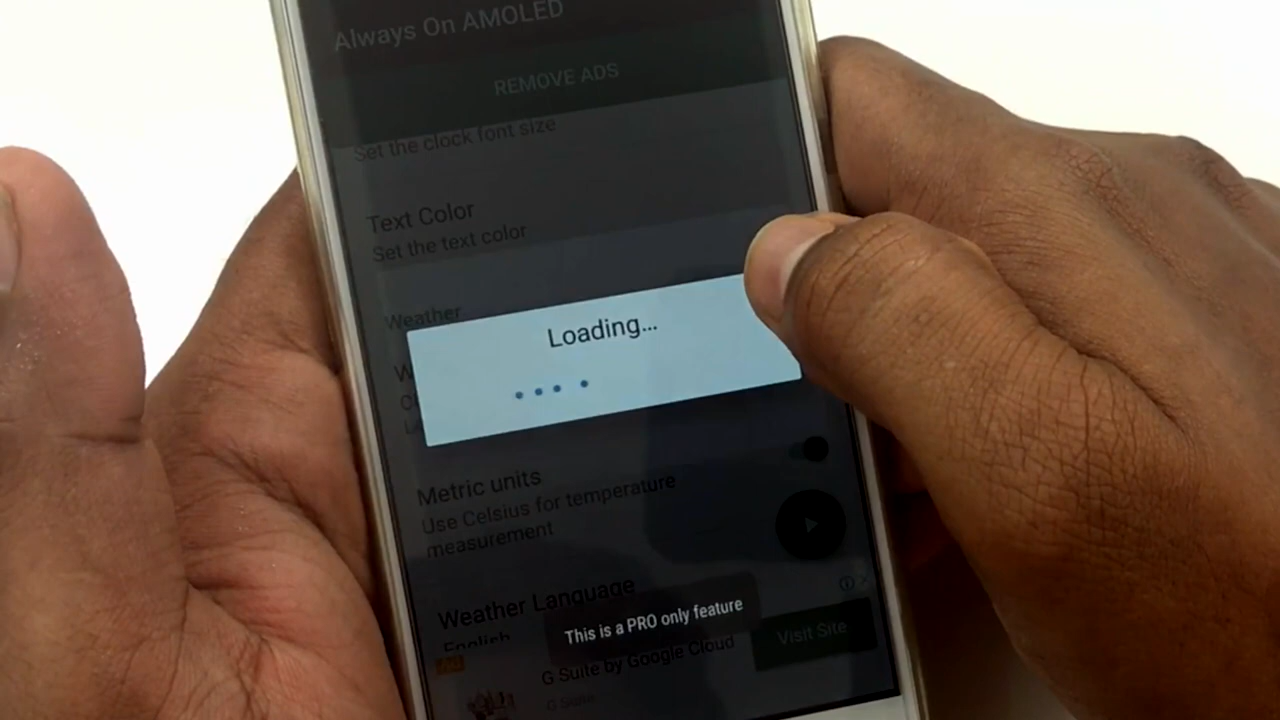 Always On AMOLED
REMOVE ADS
Set the clock font size
Text Color
Set the text color
Weather
Loading...
Metric units
Use Celsius for temperature
measurement
Weather Language
English
This is a PRO only feature
Visit Site
G Suite by Google Cloud
G Suite